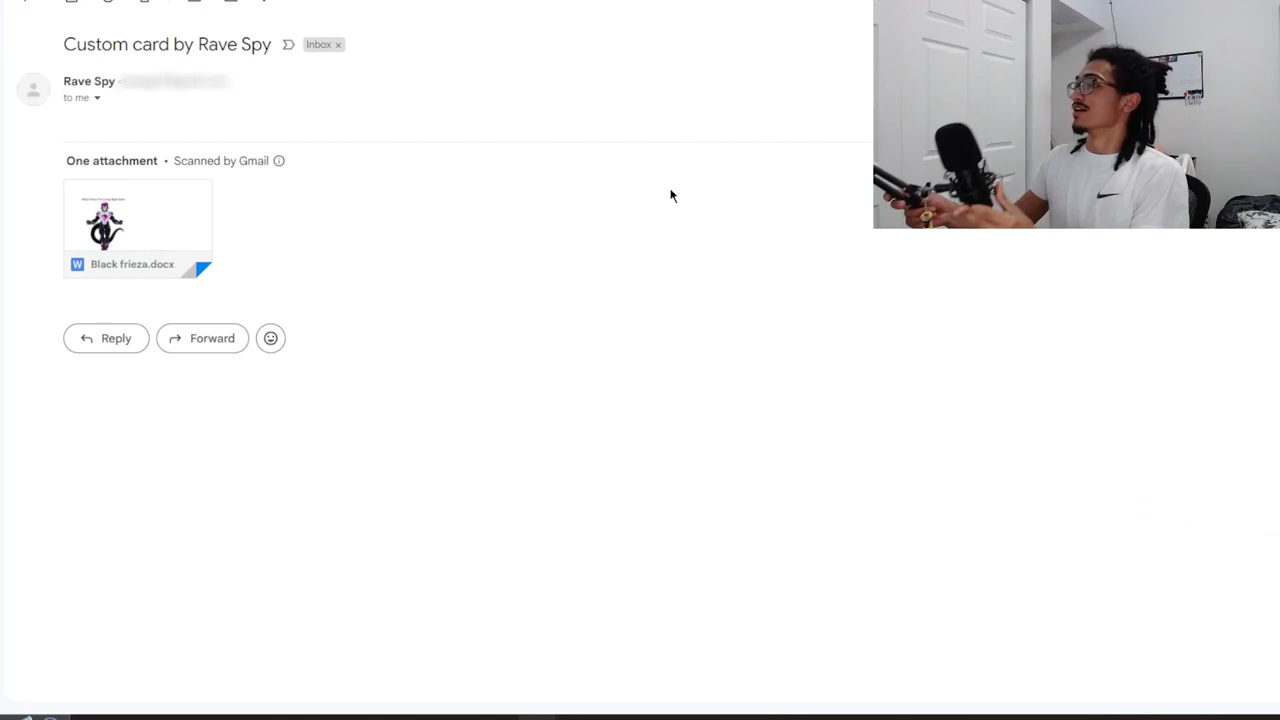 Custom card by Rave Spy Inbox ×
Rave Spy
to me
One attachment • Scanned by Gmail
W Black frieza.docx
Reply Forward